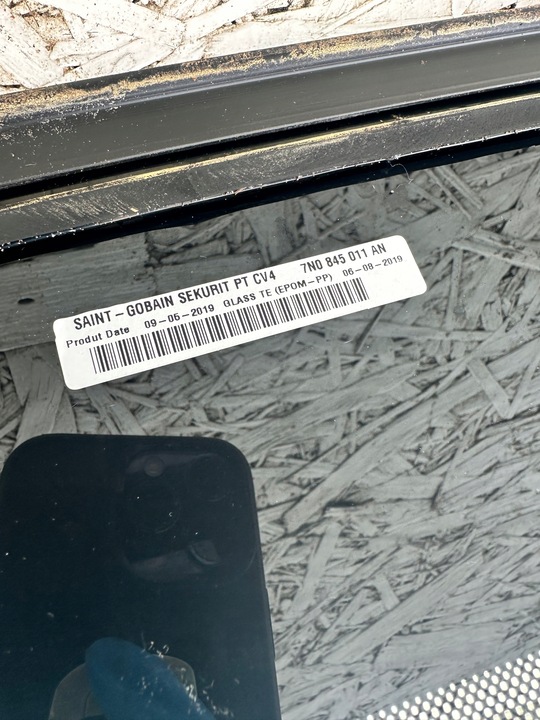 SAINT-GOBAIN SEKURIT PT CV4 7N0 845 011 AN
Produt Date 09-06-2019 GLASS TE (EPDM-PP) 06-08-2019